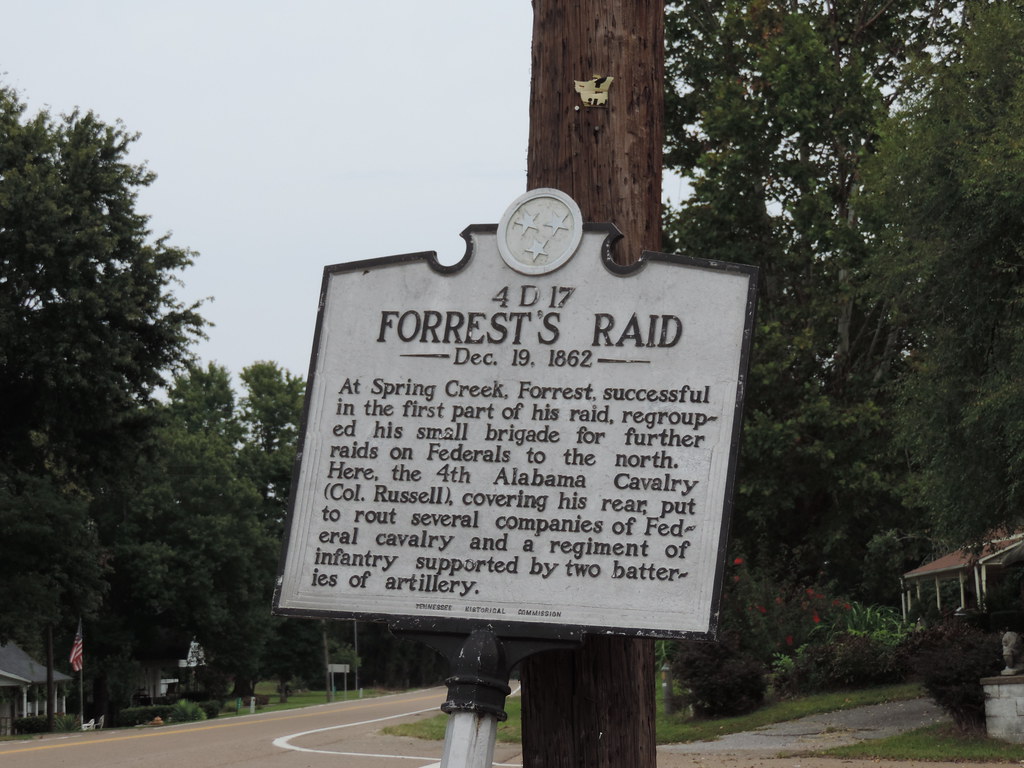 4 D 17
FORREST'S RAID
Dec. 19, 1862
At Spring Creek, Forrest, successful
in the first part of his raid, regroup-
ed his small brigade for further
raids on Federals to the north.
Here, the 4th Alabama Cavalry
(Col. Russell), covering his rear, put
to rout several companies of Fed-
eral cavalry and a regiment of
infantry supported by two batter-
ies of artillery.
TENNESSEE HISTORICAL COMMISSION